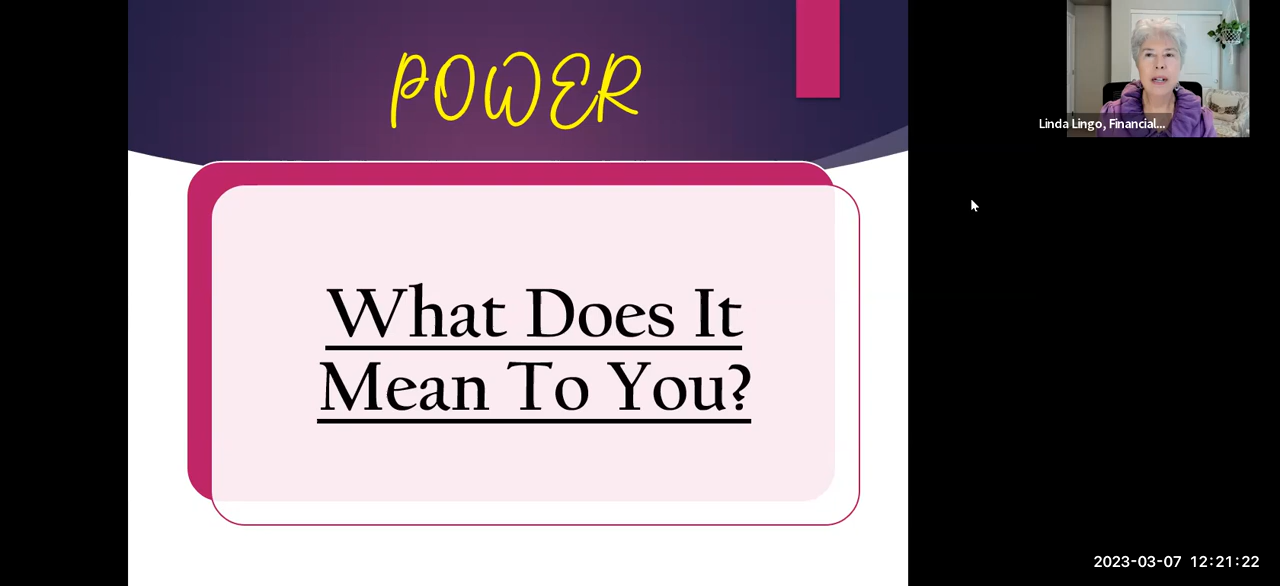 POWER
Linda Lingo, Financial...
What Does It
Mean To You?
2023-03-07 12:21:22